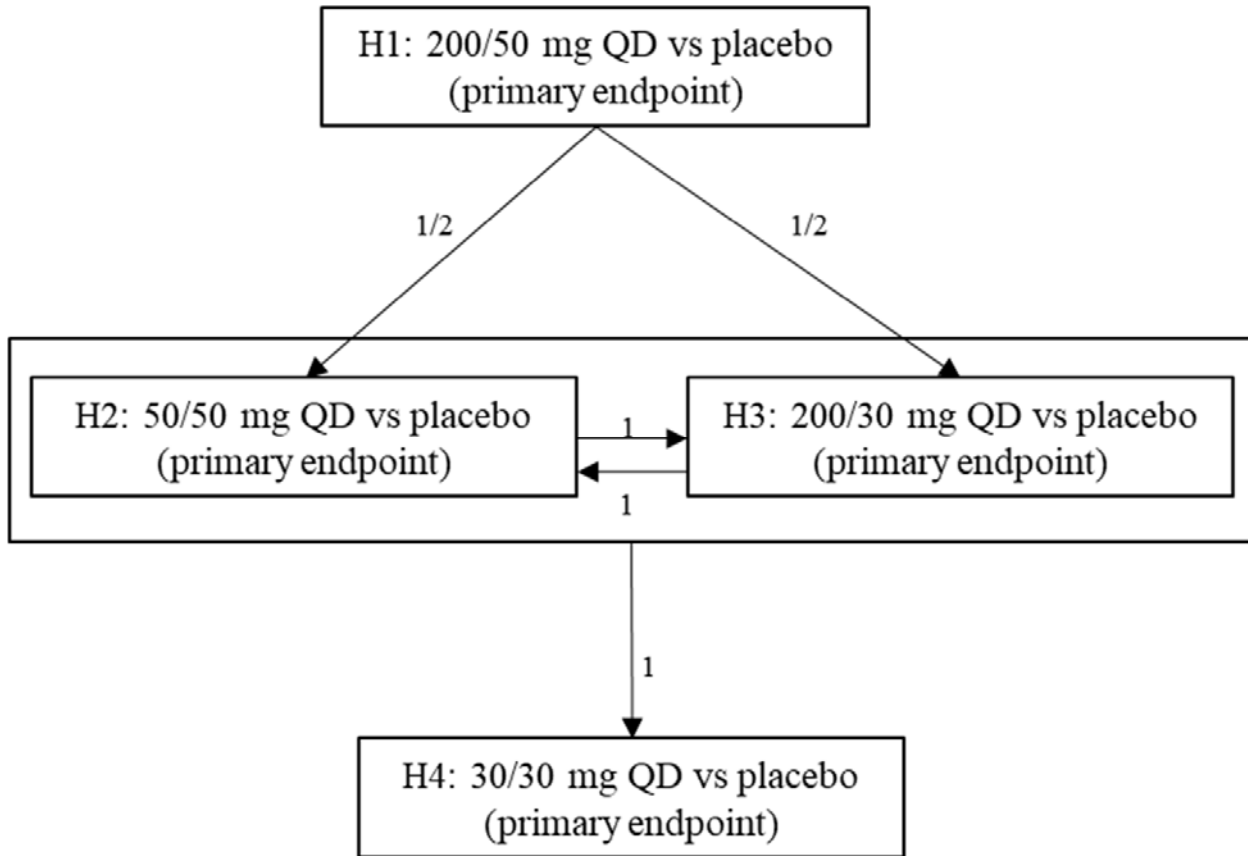 H1: 200/50 mg QD vs placebo
(primary endpoint)
1/2
1/2
H2: 50/50 mg QD vs placebo
(primary endpoint)
1
1
H3: 200/30 mg QD vs placebo
(primary endpoint)
1
H4: 30/30 mg QD vs placebo
(primary endpoint)